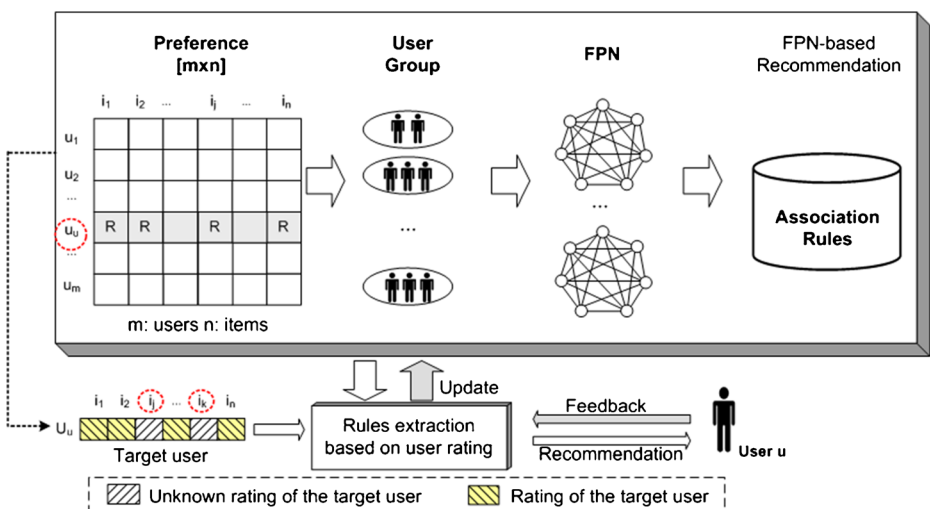 Preference
[mxn]
User
Group
FPN
FPN-based
Recommendation
i1 i2 ... ij ... in
u1
u2
...
uu R R R R
...
um
m: users n: items
...
...
Association
Rules
Update
i1 i2 ij ... ik in
Uu
Target user
Rules extraction
based on user rating
Feedback
Recommendation
User u
Unknown rating of the target user
Rating of the target user